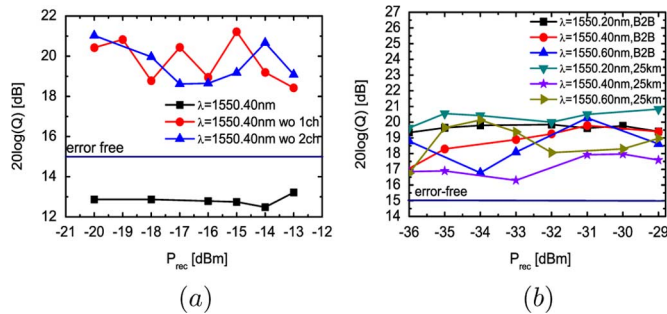 (a)
22
20
18
16
14
12
20log(Q) [dB]
λ=1550.40nm
λ=1550.40nm wo 1ch
λ=1550.40nm wo 2ch
error free
-21 -20 -19 -18 -17 -16 -15 -14 -13 -12
Prec [dBm]
(a)
(b)
27
26
25
24
23
22
21
20
19
18
17
16
15
14
20log(Q) [dB]
λ=1550.20nm,B2B
λ=1550.40nm,B2B
λ=1550.60nm,B2B
λ=1550.20nm,25km
λ=1550.40nm,25km
λ=1550.60nm,25km
error-free
-36 -35 -34 -33 -32 -31 -30 -29
Prec [dBm]
(b)